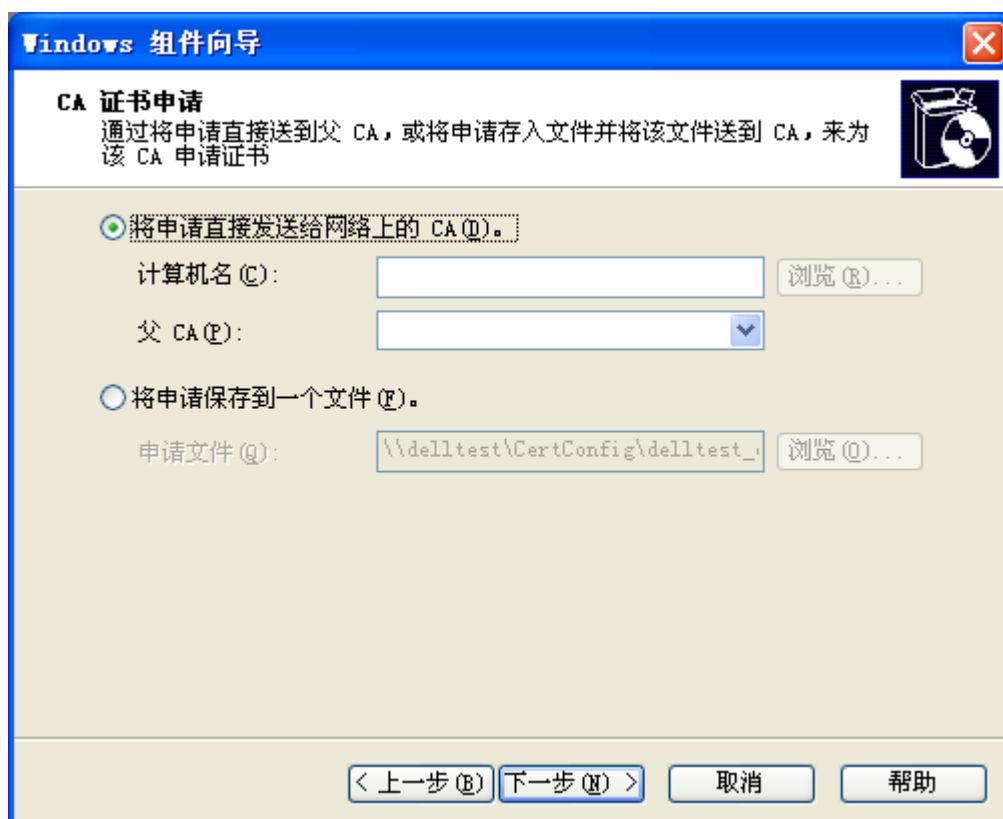 Windows 组件向导
CA 证书申请
通过将申请直接送到父 CA，或将申请存入文件并将该文件送到 CA，来为
该 CA 申请证书
将申请直接发送给网络上的 CA(D)。
计算机名(C):
浏览(R)...
父 CA(P):
将申请保存到一个文件(F)。
申请文件(Q):
\\delltest\CertConfig\delltest_
浏览(O)...
< 上一步(B)
下一步(N) >
取消
帮助